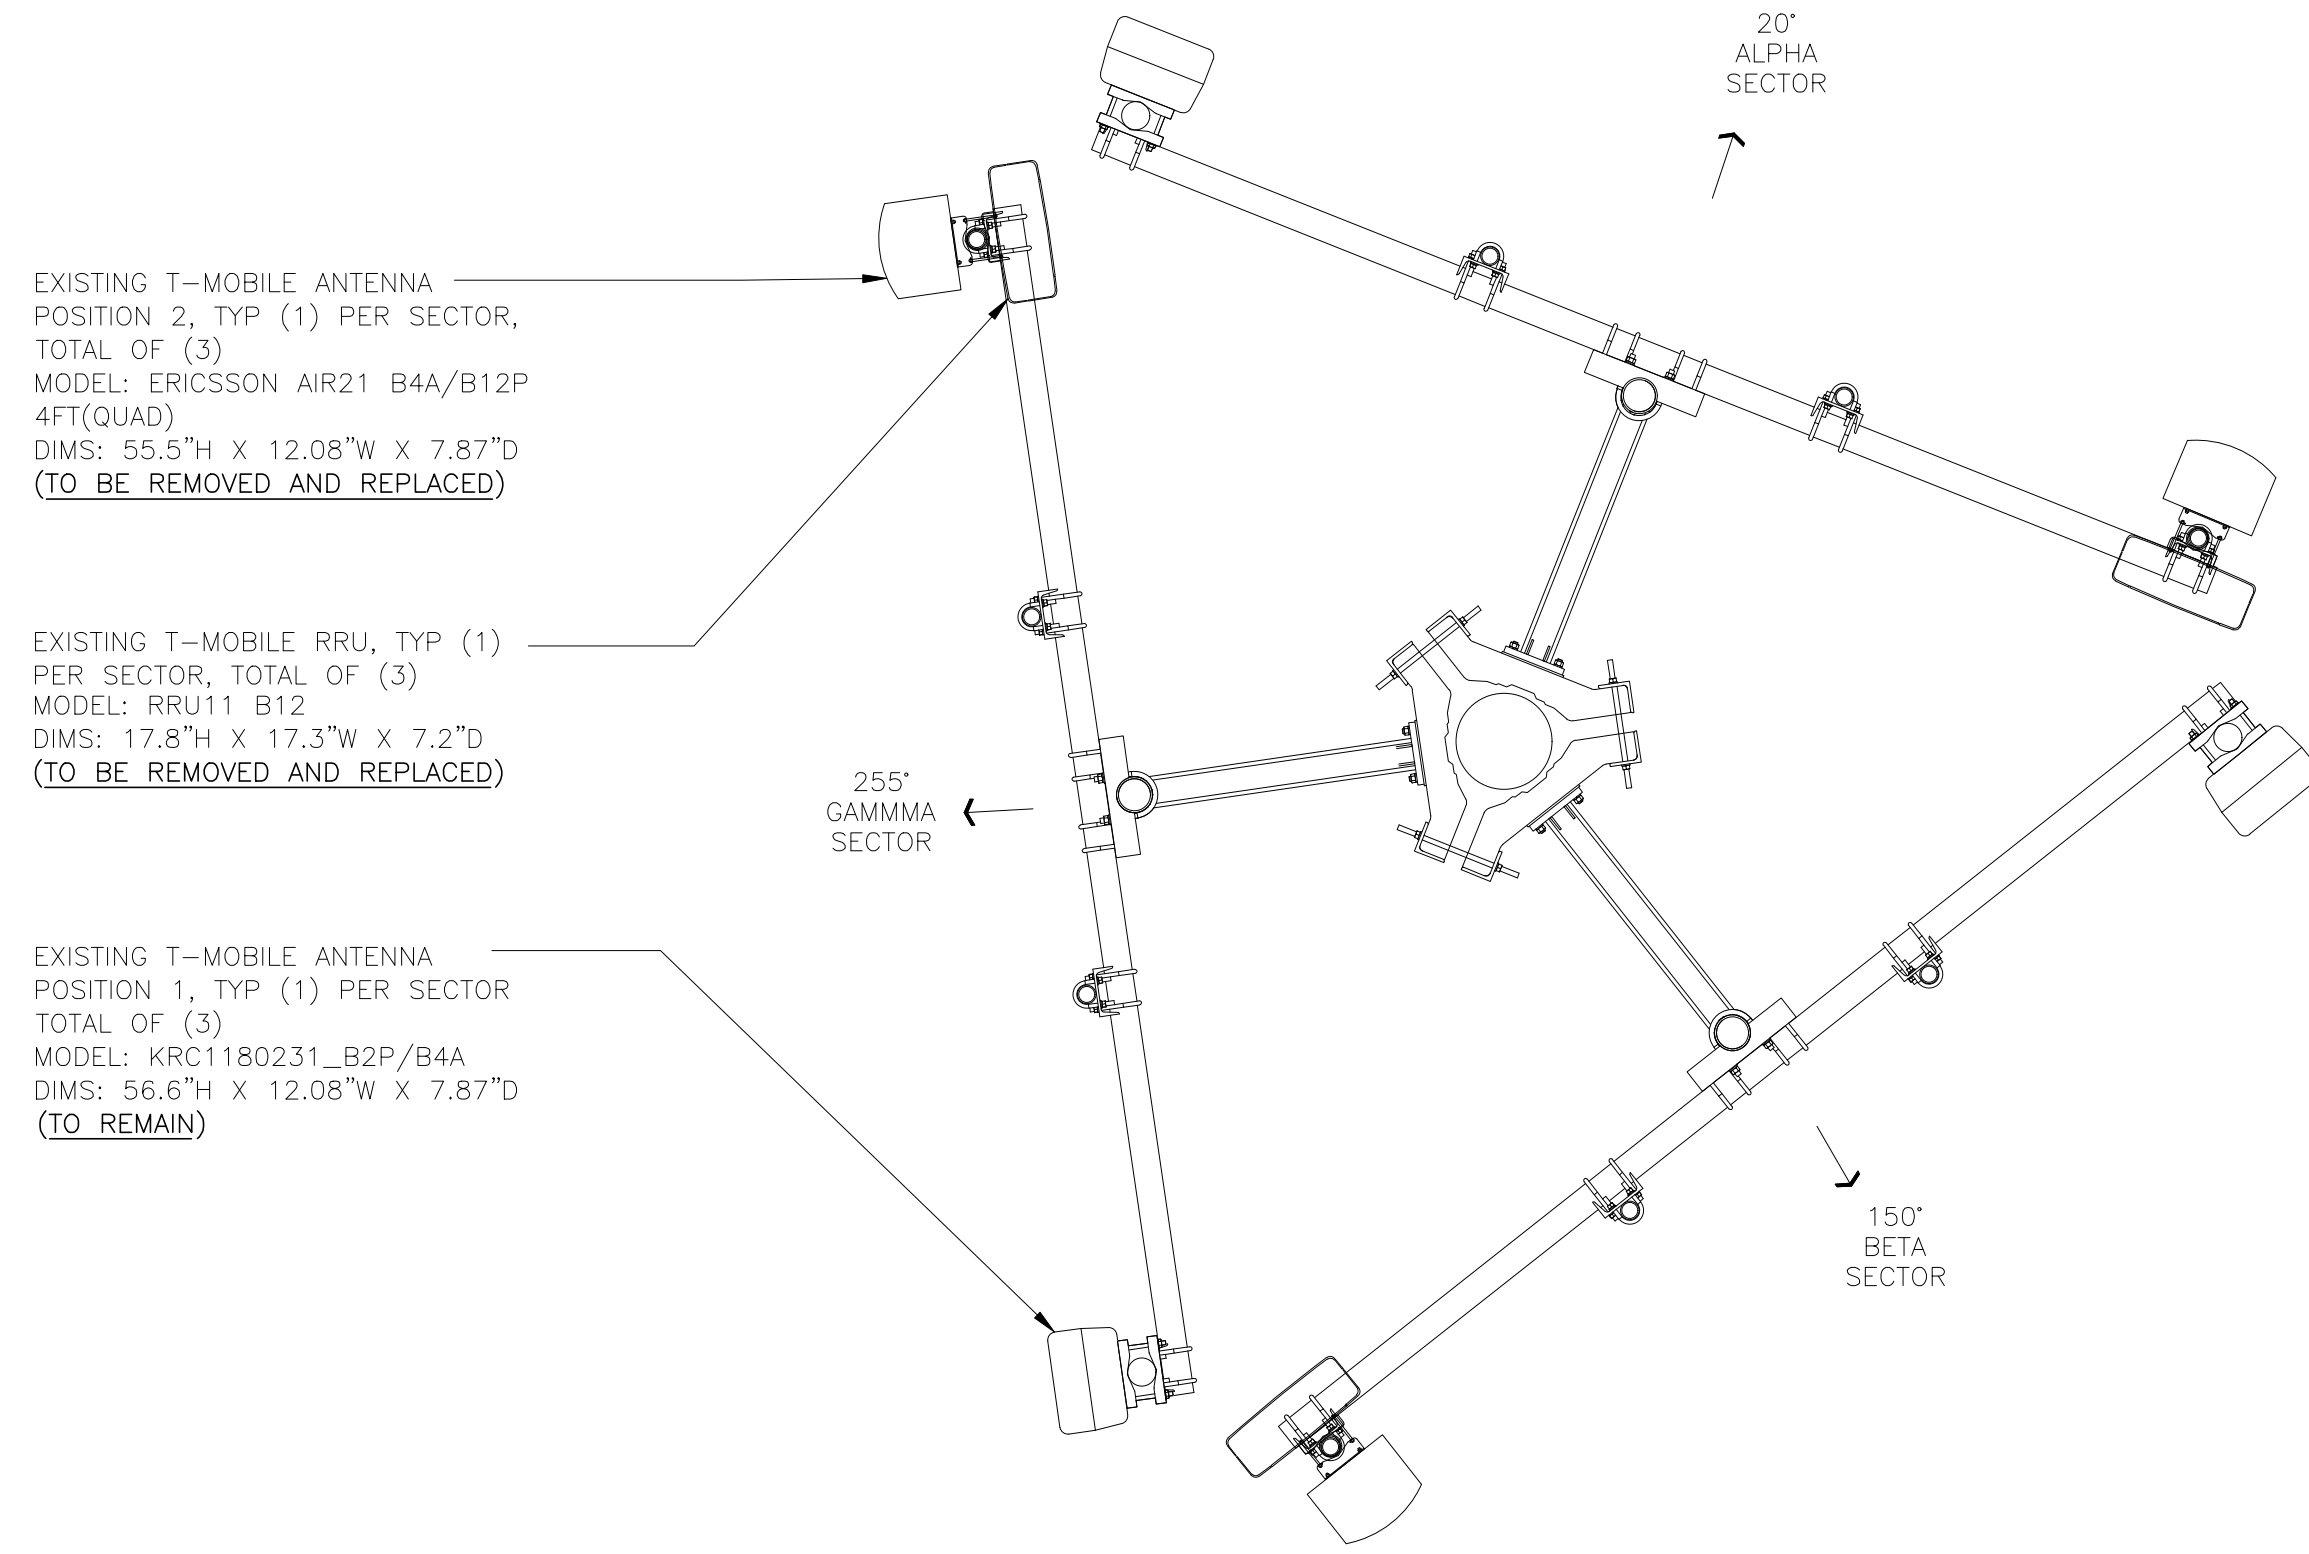 20°
ALPHA
SECTOR
EXISTING T-MOBILE ANTENNA
POSITION 2, TYP (1) PER SECTOR,
TOTAL OF (3)
MODEL: ERICSSON AIR21 B4A/B12P
4FT(QUAD)
DIMS: 55.5"H X 12.08"W X 7.87"D
(TO BE REMOVED AND REPLACED)
EXISTING T-MOBILE RRU, TYP (1)
PER SECTOR, TOTAL OF (3)
MODEL: RRU11 B12
DIMS: 17.8"H X 17.3"W X 7.2"D
(TO BE REMOVED AND REPLACED)
255°
GAMMMA
SECTOR
EXISTING T-MOBILE ANTENNA
POSITION 1, TYP (1) PER SECTOR
TOTAL OF (3)
MODEL: KRC1180231_B2P/B4A
DIMS: 56.6"H X 12.08"W X 7.87"D
(TO REMAIN)
150°
BETA
SECTOR